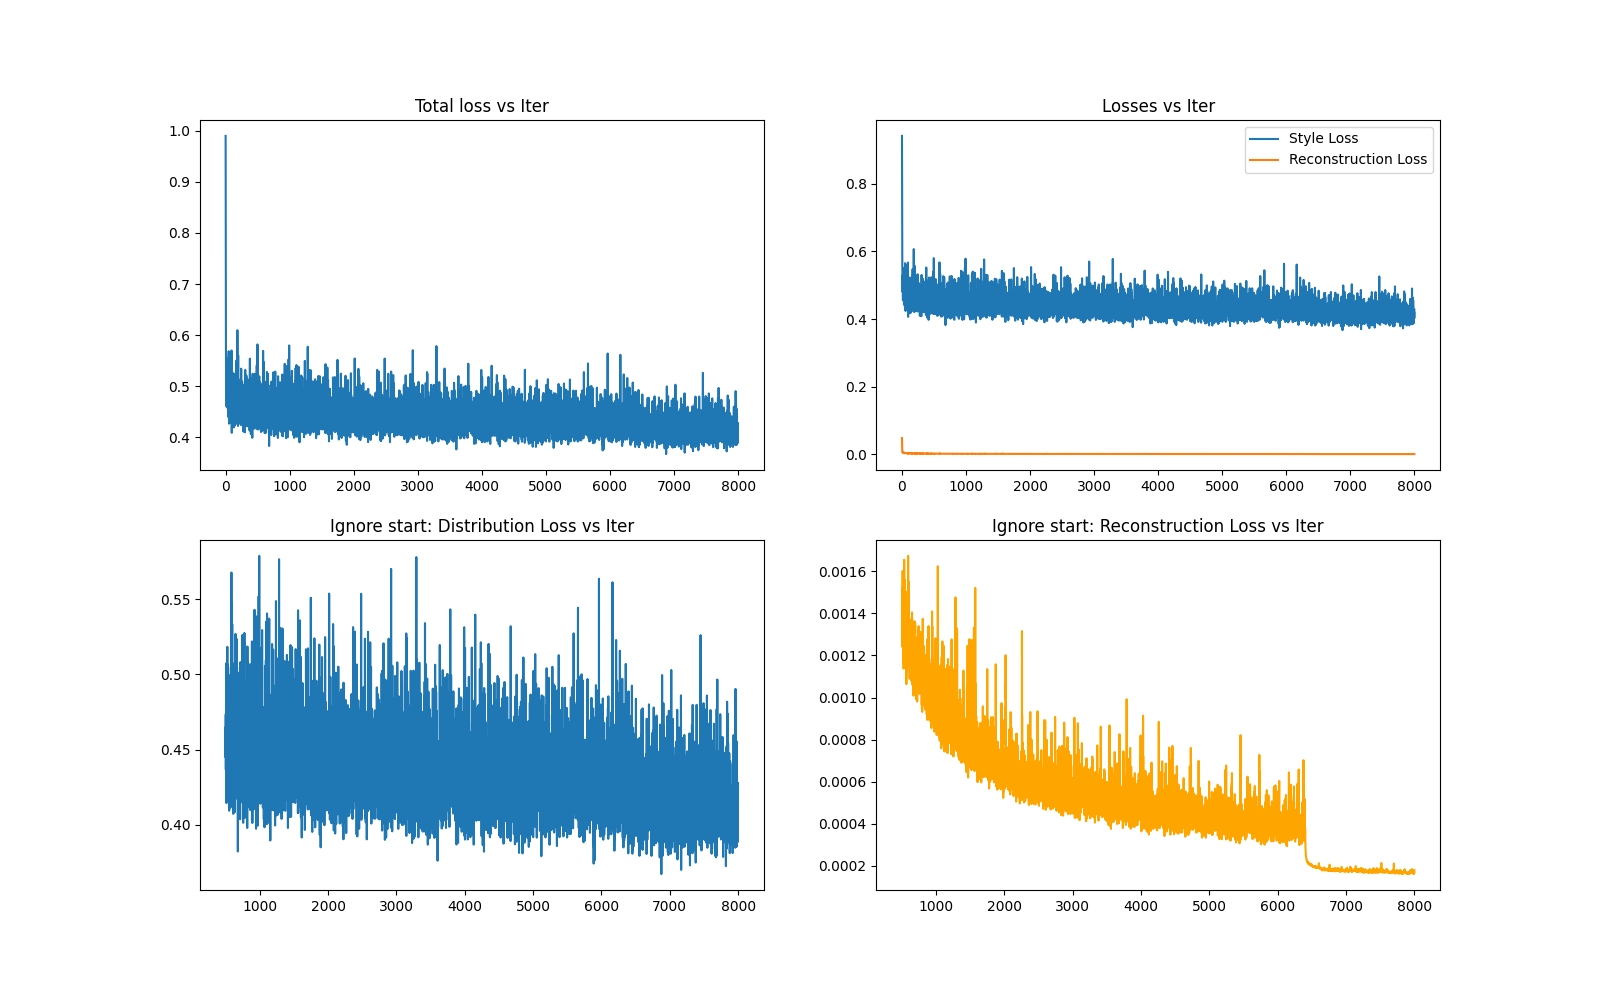 Total loss vs Iter
1.0
0.9
0.8
0.7
0.6
0.5
0.4
0 1000 2000 3000 4000 5000 6000 7000 8000
Losses vs Iter
Style Loss
Reconstruction Loss
0.8
0.6
0.4
0.2
0.0
0 1000 2000 3000 4000 5000 6000 7000 8000
Ignore start: Distribution Loss vs Iter
0.55
0.50
0.45
0.40
1000 2000 3000 4000 5000 6000 7000 8000
Ignore start: Reconstruction Loss vs Iter
0.0016
0.0014
0.0012
0.0010
0.0008
0.0006
0.0004
0.0002
1000 2000 3000 4000 5000 6000 7000 8000